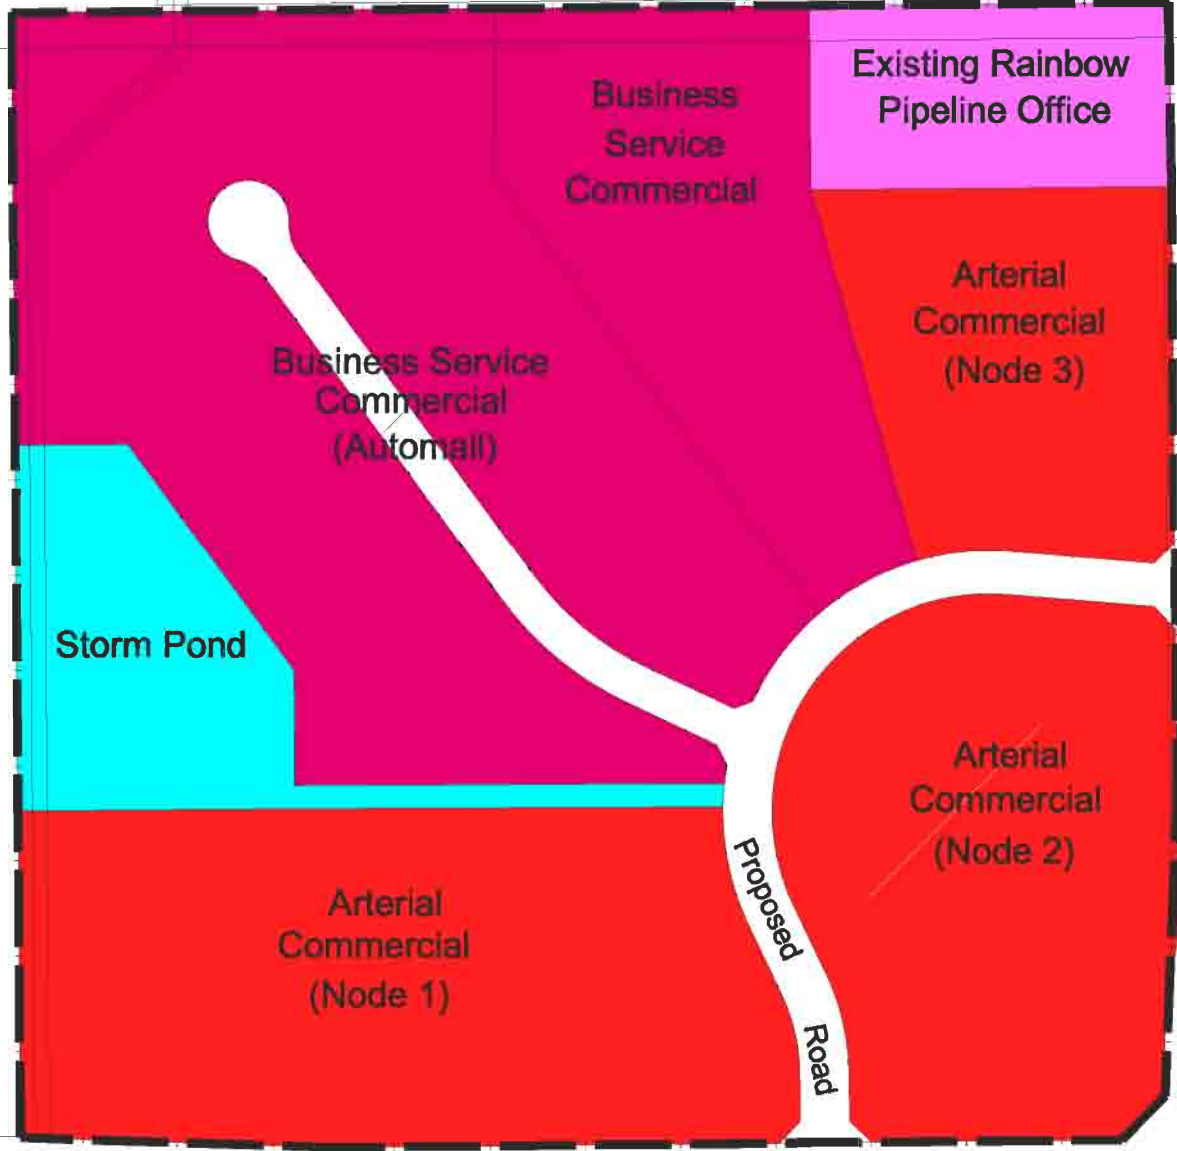 Existing Rainbow
Pipeline Office
Business
Service
Commercial
Arterial
Commercial
(Node 3)
Business Service
Commercial
(Automall)
Storm Pond
Arterial
Commercial
(Node 2)
Proposed
Road
Arterial
Commercial
(Node 1)